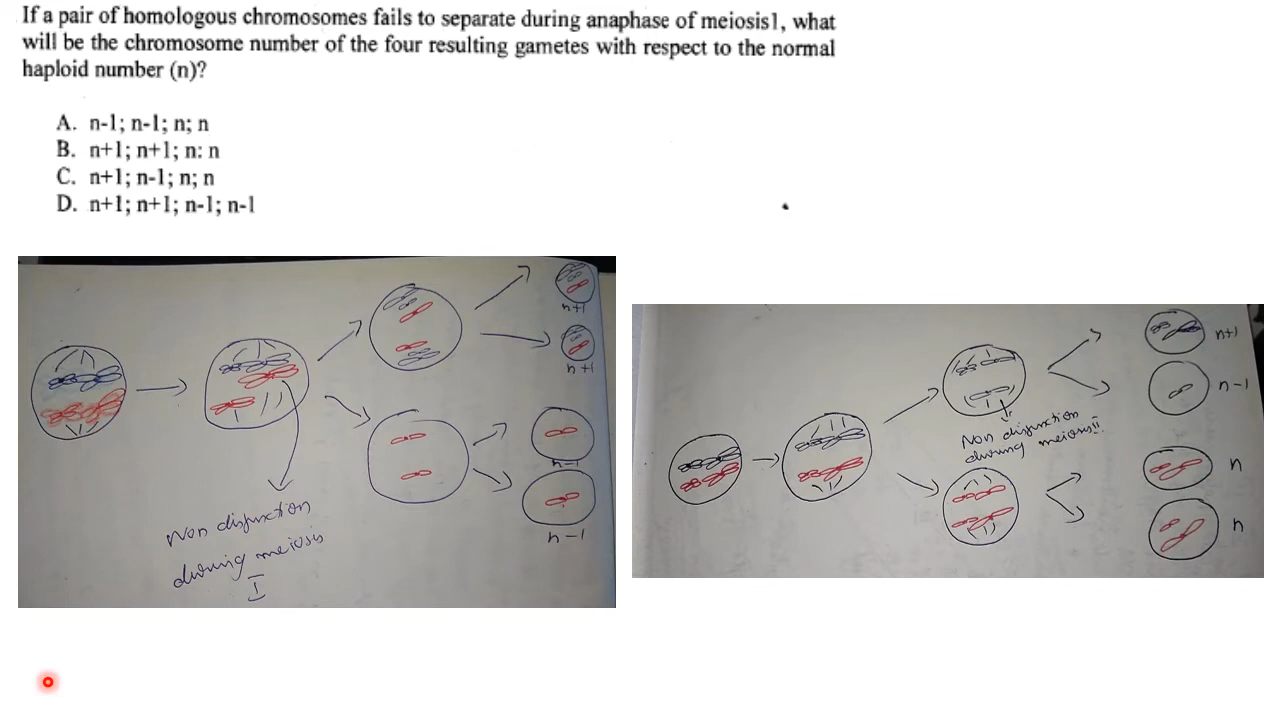 If a pair of homologous chromosomes fails to separate during anaphase of meiosis1, what
will be the chromosome number of the four resulting gametes with respect to the normal
haploid number (n)?
A. n-1; n-1; n; n
B. n+1; n+1; n: n
C. n+1; n-1; n; n
D. n+1; n+1; n-1; n-1
n+1
n+1
n-1
n-1
Non disjunction
during meiosis
I
n+1
n-1
Non disjunction
during meiosis II
n
n